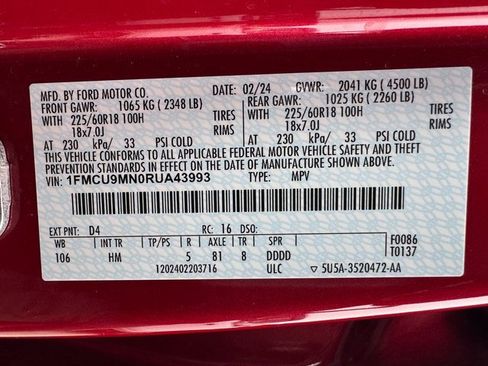 MFD. BY FORD MOTOR CO. DATE: 02/24 GVWR: 2041 KG ( 4500 LB)
FRONT GAWR: 1065 KG ( 2348 LB) REAR GAWR: 1025 KG ( 2260 LB)
WITH 225/60R18 100H WITH 225/60R18 100H
18x7.0J 18x7.0J
AT 230 kPa/ 33 PSI COLD AT 230 kPa/ 33 PSI COLD
THIS VEHICLE CONFORMS TO ALL APPLICABLE FEDERAL MOTOR VEHICLE SAFETY AND THEFT
PREVENTION STANDARDS IN EFFECT ON THE DATE OF MANUFACTURE SHOWN ABOVE.
VIN: 1FMCU9MN0RUA43993 TYPE: MPV
EXT PNT: D4 RC: 16 DSO: F0086
WB INT TR TP/PS R AXLE TR SPR T0137
106 HM 5 81 8 DDDD
1202402203716 ULC 5U5A-3520472-AA